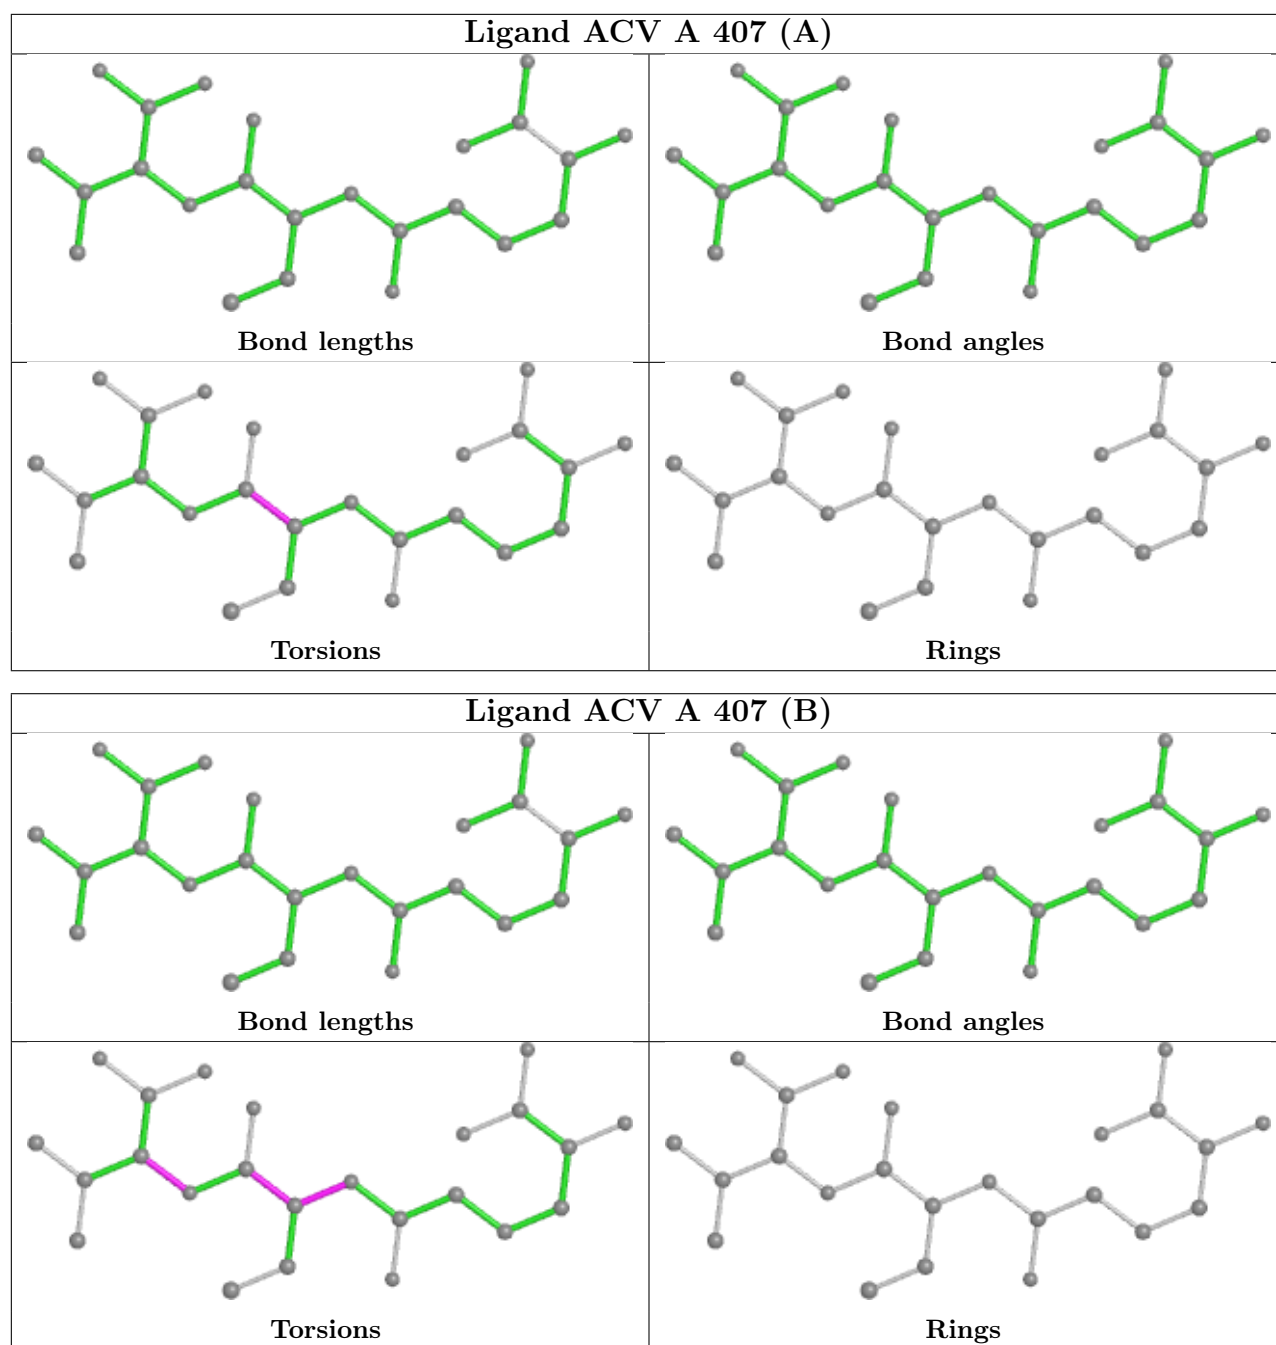 Ligand ACV A 407 (A)
Bond lengths
Bond angles
Torsions
Rings
Ligand ACV A 407 (B)
Bond lengths
Bond angles
Torsions
Rings